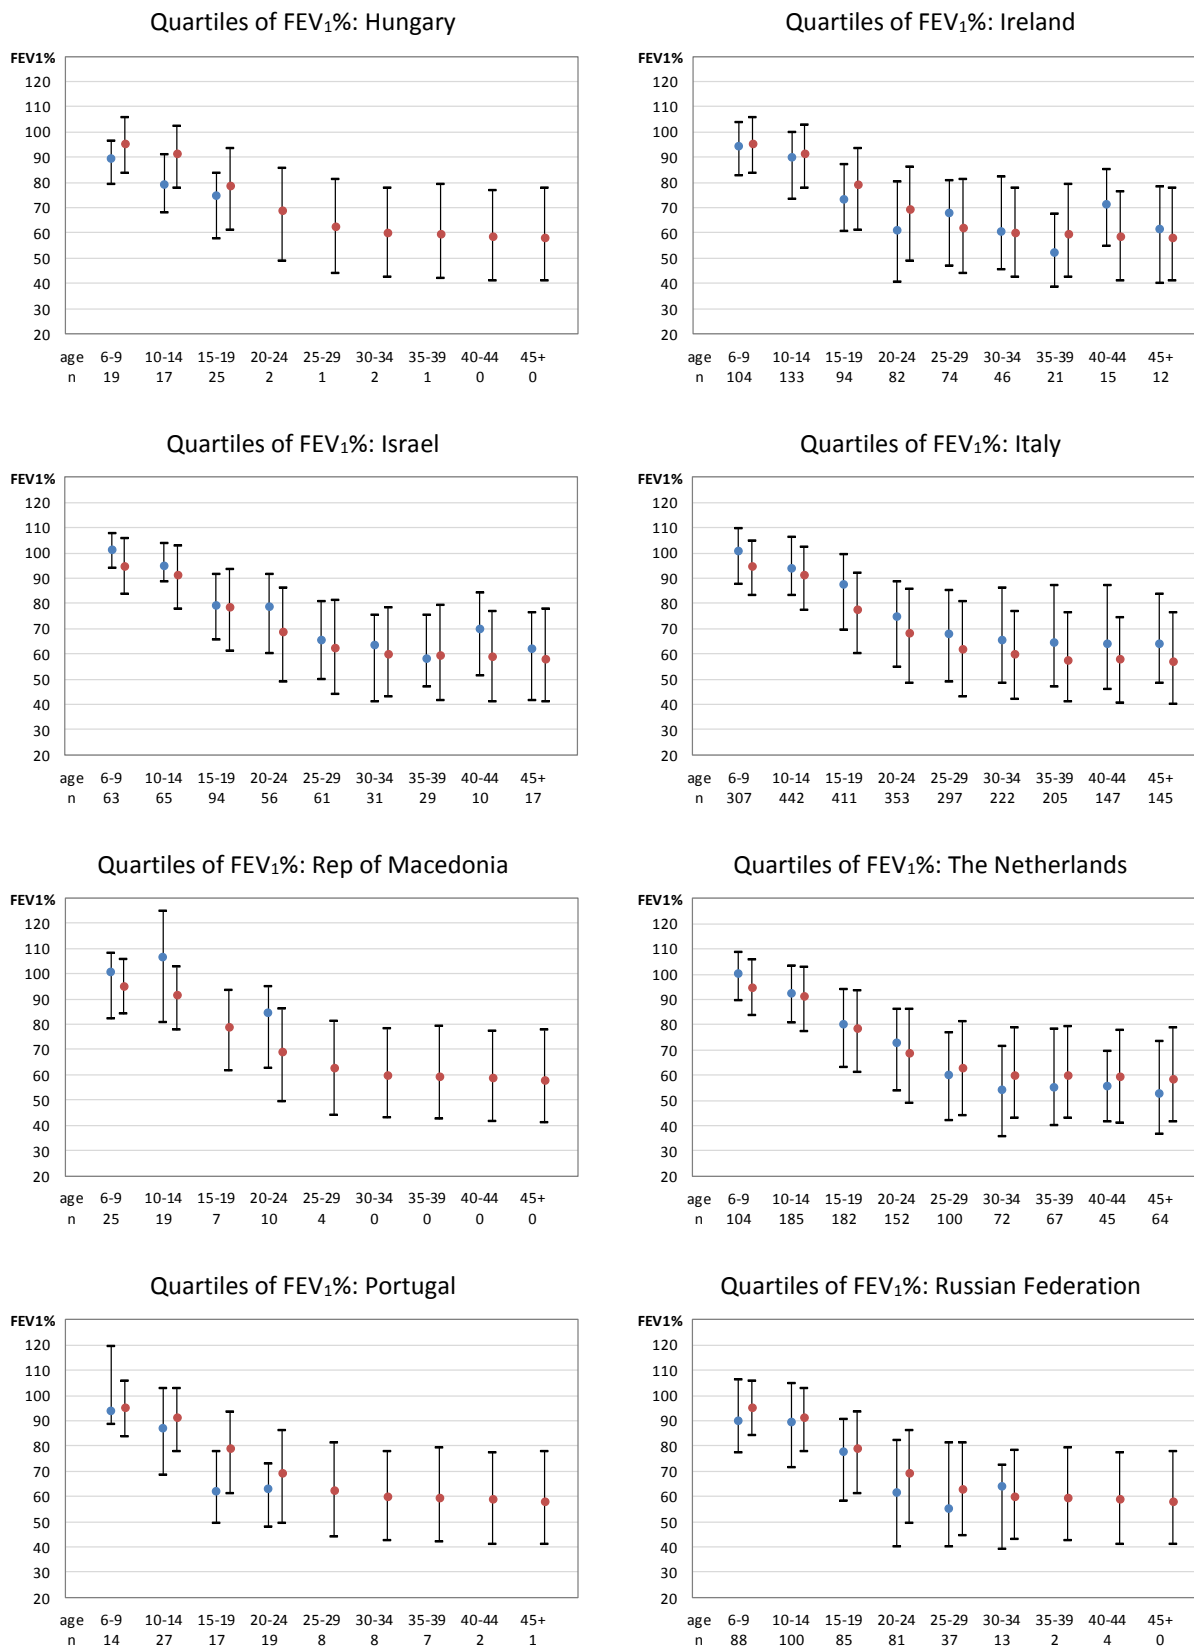 Quartiles of FEV₁%: Hungary
FEV1%
120
110
100
90
80
70
60
50
40
30
20
age 6-9 10-14 15-19 20-24 25-29 30-34 35-39 40-44 45+
n 19 17 25 2 1 2 1 0 0
Quartiles of FEV₁%: Ireland
FEV1%
120
110
100
90
80
70
60
50
40
30
20
age 6-9 10-14 15-19 20-24 25-29 30-34 35-39 40-44 45+
n 104 133 94 82 74 46 21 15 12
Quartiles of FEV₁%: Israel
FEV1%
120
110
100
90
80
70
60
50
40
30
20
age 6-9 10-14 15-19 20-24 25-29 30-34 35-39 40-44 45+
n 63 65 94 56 61 31 29 10 17
Quartiles of FEV₁%: Italy
FEV1%
120
110
100
90
80
70
60
50
40
30
20
age 6-9 10-14 15-19 20-24 25-29 30-34 35-39 40-44 45+
n 307 442 411 353 297 222 205 147 145
Quartiles of FEV₁%: Rep of Macedonia
FEV1%
120
110
100
90
80
70
60
50
40
30
20
age 6-9 10-14 15-19 20-24 25-29 30-34 35-39 40-44 45+
n 25 19 7 10 4 0 0 0 0
Quartiles of FEV₁%: The Netherlands
FEV1%
120
110
100
90
80
70
60
50
40
30
20
age 6-9 10-14 15-19 20-24 25-29 30-34 35-39 40-44 45+
n 104 185 182 152 100 72 67 45 64
Quartiles of FEV₁%: Portugal
FEV1%
120
110
100
90
80
70
60
50
40
30
20
age 6-9 10-14 15-19 20-24 25-29 30-34 35-39 40-44 45+
n 14 27 17 19 8 8 7 2 1
Quartiles of FEV₁%: Russian Federation
FEV1%
120
110
100
90
80
70
60
50
40
30
20
age 6-9 10-14 15-19 20-24 25-29 30-34 35-39 40-44 45+
n 88 100 85 81 37 13 2 4 0